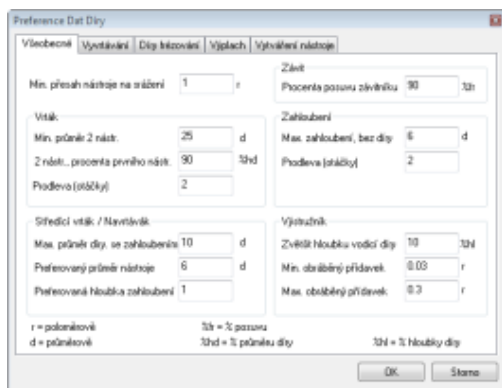 Preference Dat Díry
Všeobecné Vyvrtávání Díry frézování Výplach Vytváření nástroje
Min. přesah nástroje na sražení 1 r
Závit
Procenta posuvu závitníku 90 %h
Vrták
Min. průměr 2 nástr. 25 d
2 nástr., procenta prvního nástr. 90 %hd
Prodleva (otáčky) 2
Zahloubení
Max. zahloubení, bez díry 6 d
Prodleva (otáčky) 2
Středící vrták / Navrtávák
Max. průměr díry. se zahloubením 10 d
Preferovaný průměr nástroje 6 d
Preferovaná hloubka zahloubení 1
Výstružník
Zvětšit hloubku vodící díry 10 %hl
Min. obráběný přídavek 0.03 r
Max. obráběný přídavek 0.3 r
r = poloměrově %h = % posuvu
d = průměrově %hd = % průměru díry %hl = % hloubky díry
OK Storno